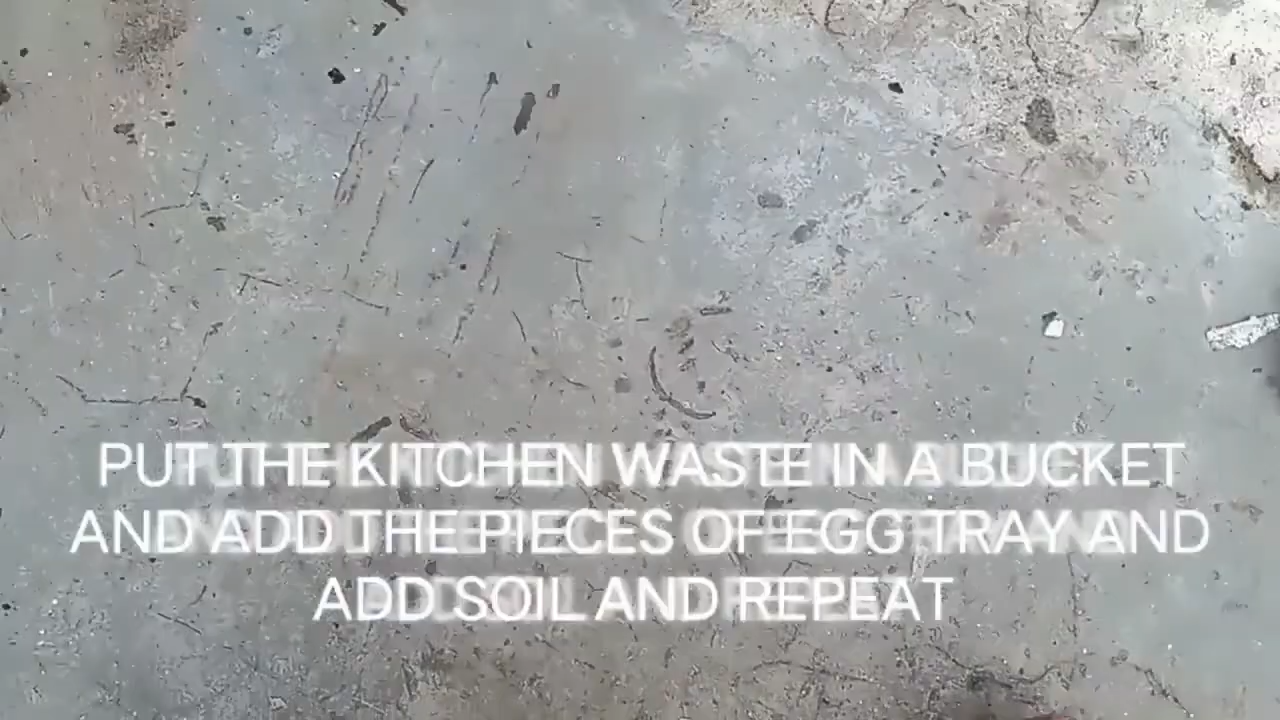 PUT THE KITCHEN WASTE IN A BUCKET
AND ADD THE PIECES OF EGG TRAY AND
ADD SOIL AND REPEAT